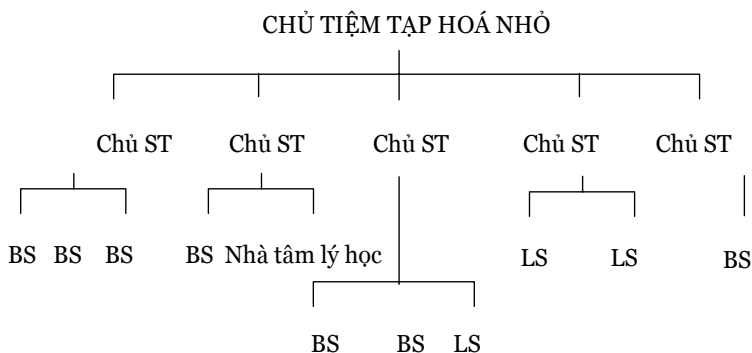 CHỦ TIỆM TẠP HOÁ NHỎ
Chủ ST Chủ ST Chủ ST Chủ ST Chủ ST
BS BS BS BS Nhà tâm lý học LS LS BS
BS BS LS